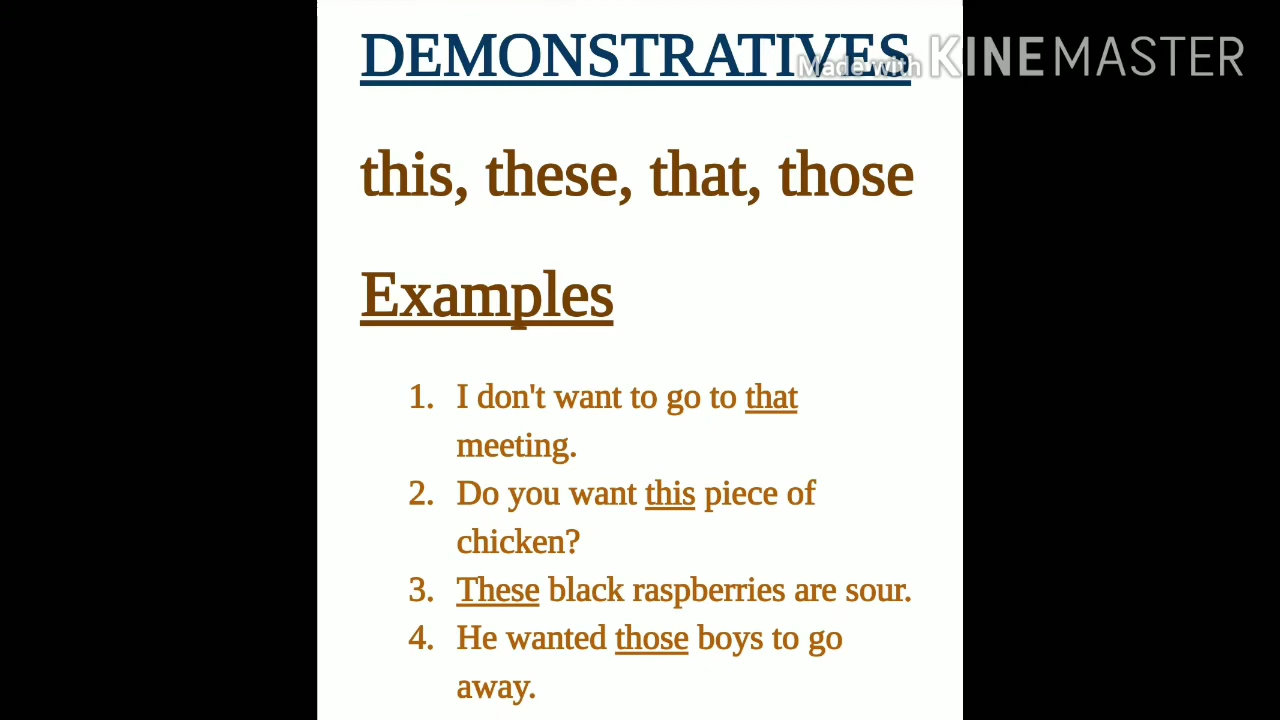 DEMONSTRATIVES
Made with KINEMASTER
this, these, that, those
Examples
1. I don't want to go to that
meeting.
2. Do you want this piece of
chicken?
3. These black raspberries are sour.
4. He wanted those boys to go
away.